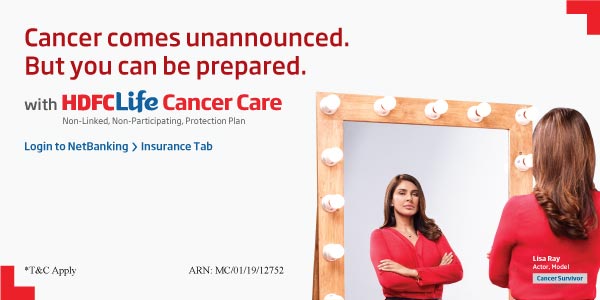 Cancer comes unannounced.
But you can be prepared.
with HDFC Life Cancer Care
Non-Linked, Non-Participating, Protection Plan
Login to NetBanking > Insurance Tab
Lisa Ray
Actor, Model
Cancer Survivor
*T&C Apply
ARN: MC/01/19/12752